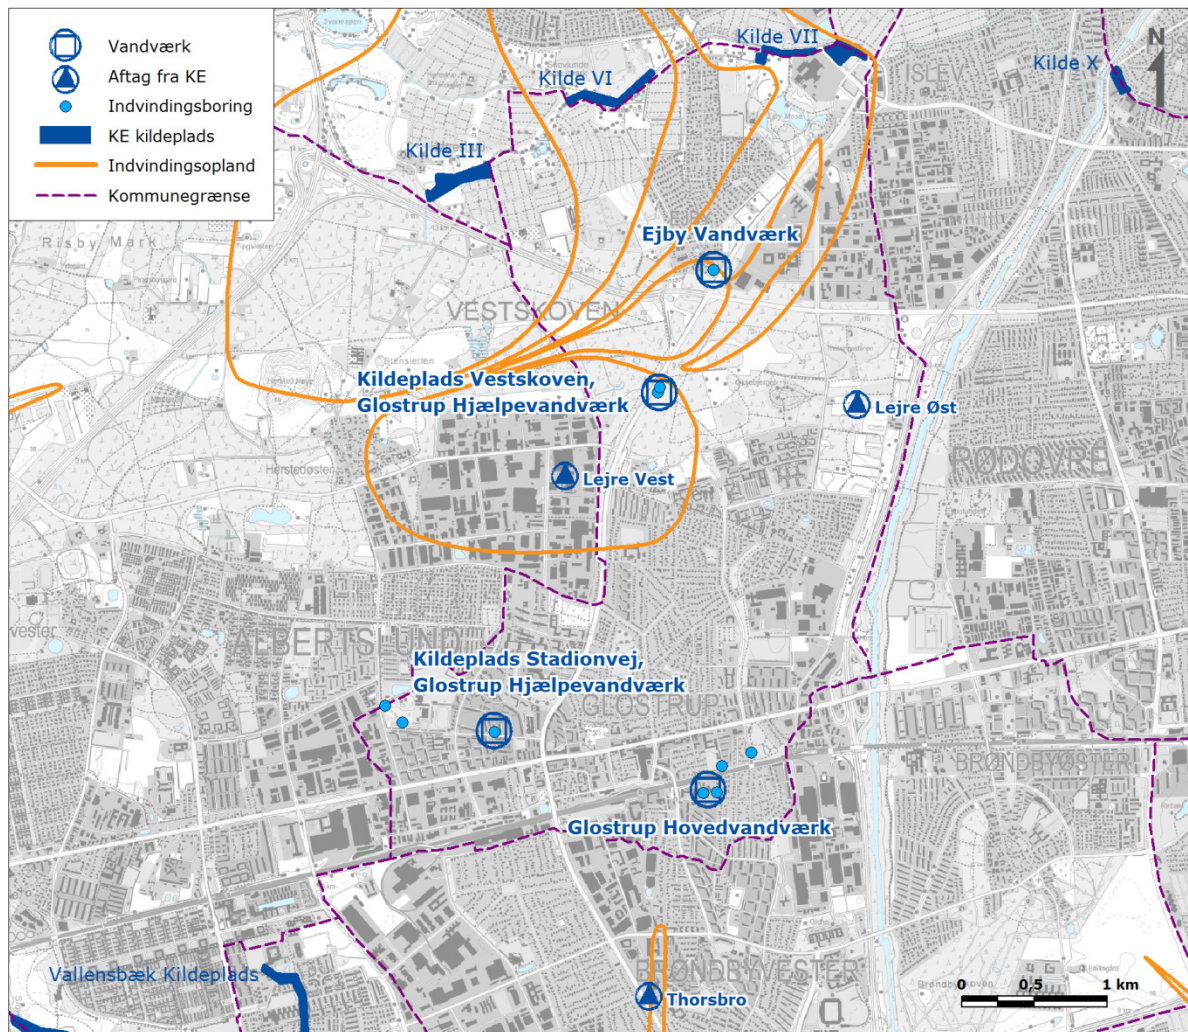 Vandværk
Aftag fra KE
Indvindingsboring
KE kildeplads
Indvindingsopland
Kommunegrænse
Kilde VII
Kilde VI
Kilde X
N
ISLEV
Kilde III
Risby Mark
Ejby Vandværk
VESTSKOVEN
Kildeplads Vestskoven,
Glostrup Hjælpevandværk
Lejre Øst
Herstedøster
Lejre Vest
RØDOVRE
ALBERTSLUND
Kildeplads Stadionvej,
Glostrup Hjælpevandværk
GLOSTRUP
BRØNDBYØSTER
Glostrup Hovedvandværk
Vallensbæk Kildeplads
BRØNDBYVESTER
Thorsbro
0 0,5 1 km